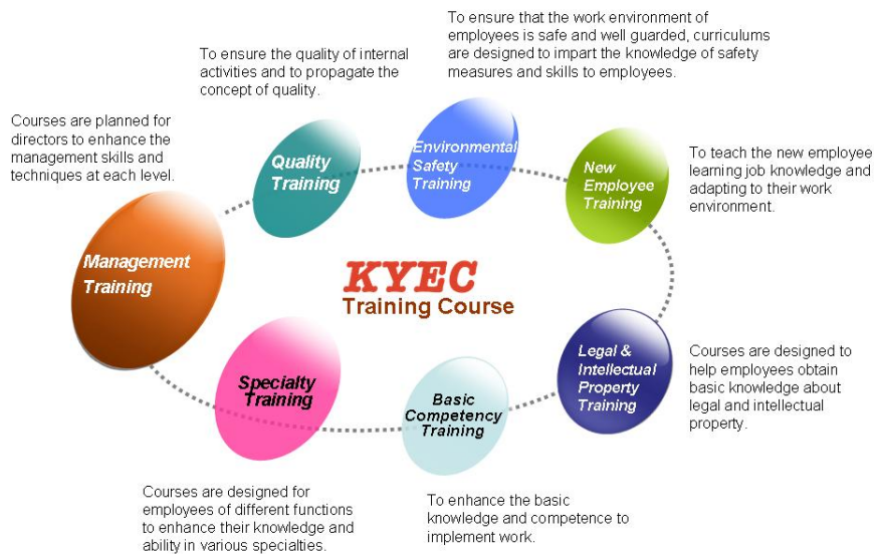 To ensure that the work environment of
employees is safe and well guarded, curriculums
are designed to impart the knowledge of safety
measures and skills to employees.
To ensure the quality of internal
activities and to propagate the
concept of quality.
Courses are planned for
directors to enhance the
management skills and
techniques at each level.
Quality
Training
Environmental
Safety
Training
New
Employee
Training
To teach the new employee
learning job knowledge and
adapting to their work
environment.
Management
Training
KYEC
Training Course
Specialty
Training
Basic
Competency
Training
Legal &
Intellectual
Property
Training
Courses are designed to
help employees obtain
basic knowledge about
legal and intellectual
property.
Courses are designed for
employees of different functions
to enhance their knowledge and
ability in various specialties.
To enhance the basic
knowledge and competence to
implement work.